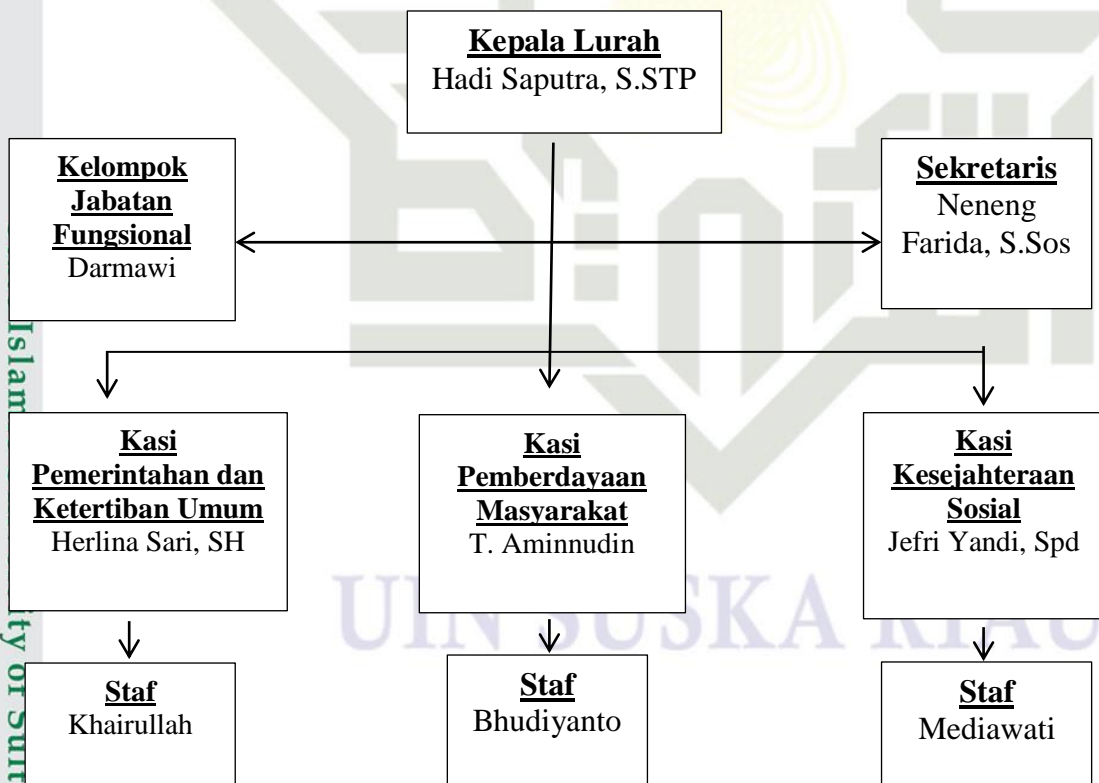 Kepala Lurah
Hadi Saputra, S.STP
Kelompok
Jabatan
Fungsional
Darmawi
Sekretaris
Neneng
Farida, S.Sos
Kasi
Pemerintahan dan
Ketertiban Umum
Herlina Sari, SH
Kasi
Pemberdayaan
Masyarakat
T. Aminnudin
Kasi
Kesejahteraan
Sosial
Jefri Yandi, Spd
Staf
Khairullah
Staf
Bhudiyanto
Staf
Mediawati
UIN SUSKA RIAU
Islam
of